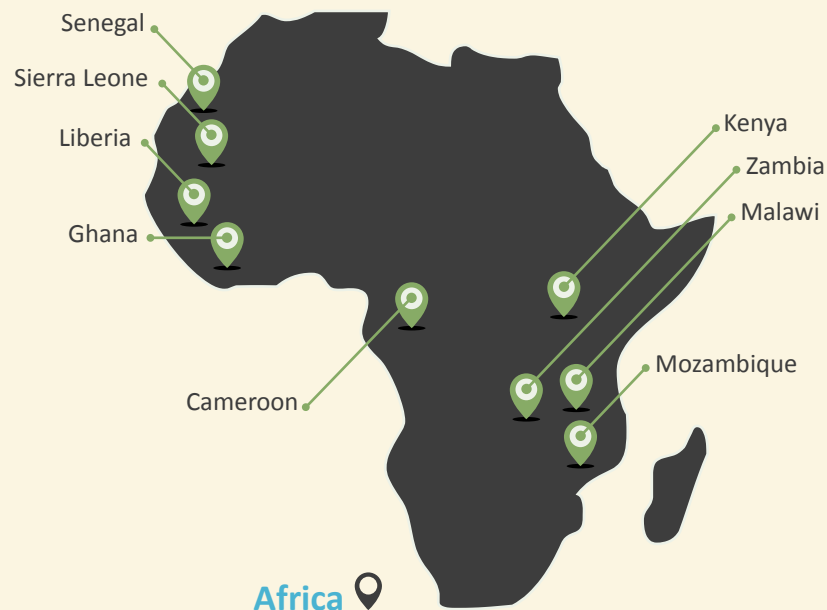 Senegal
Sierra Leone
Liberia
Ghana
Cameroon
Kenya
Zambia
Malawi
Mozambique
Africa